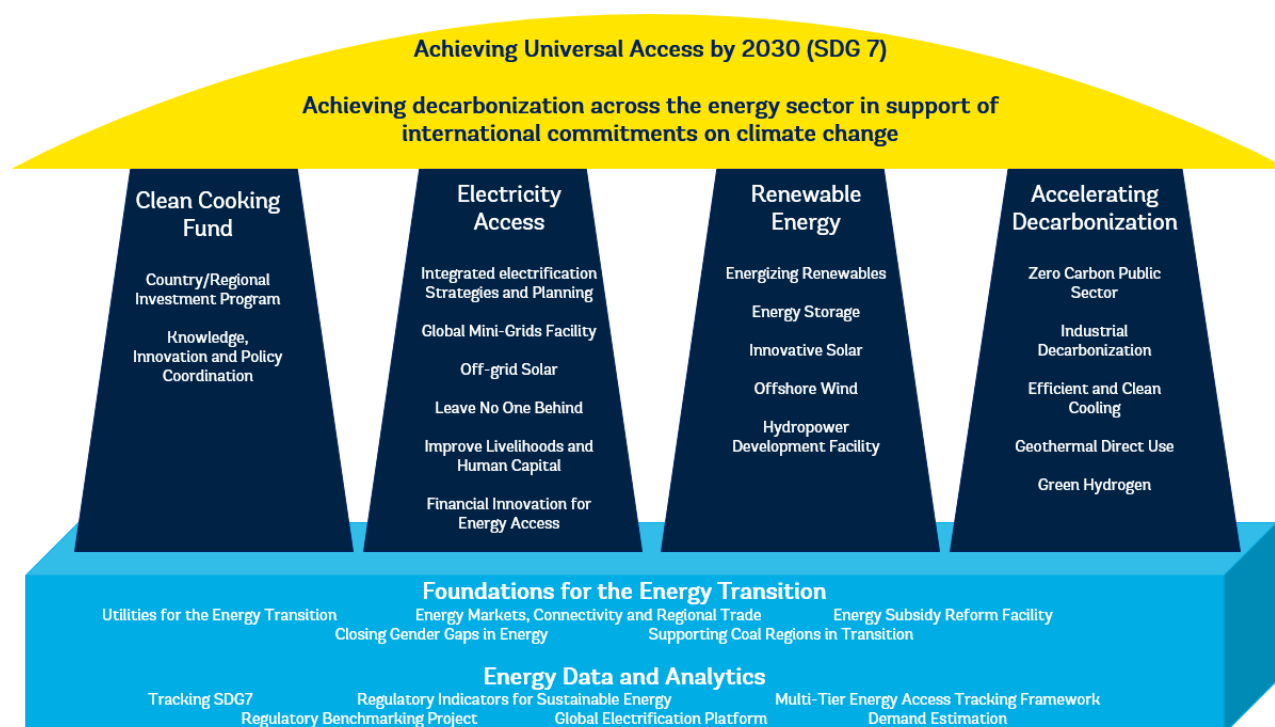 Achieving Universal Access by 2030 (SDG 7)
Achieving decarbonization across the energy sector in support of
international commitments on climate change
Clean Cooking
Fund
Country/Regional
Investment Program
Knowledge,
Innovation and Policy
Coordination
Electricity
Access
Integrated electrification
Strategies and Planning
Global Mini-Grids Facility
Off-grid Solar
Leave No One Behind
Improve Livelihoods and
Human Capital
Financial Innovation for
Energy Access
Renewable
Energy
Energizing Renewables
Energy Storage
Innovative Solar
Offshore Wind
Hydropower
Development Facility
Accelerating
Decarbonization
Zero Carbon Public
Sector
Industrial
Decarbonization
Efficient and Clean
Cooling
Geothermal Direct Use
Green Hydrogen
Foundations for the Energy Transition
Utilities for the Energy Transition Energy Markets, Connectivity and Regional Trade Energy Subsidy Reform Facility
Closing Gender Gaps in Energy Supporting Coal Regions in Transition
Energy Data and Analytics
Tracking SDG7 Regulatory Indicators for Sustainable Energy Multi-Tier Energy Access Tracking Framework
Regulatory Benchmarking Project Global Electrification Platform Demand Estimation